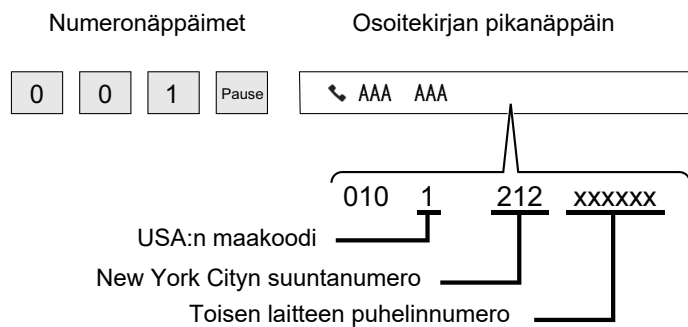 Numeronäppäimet Osoitekirjan pikanäppäin
0 0 1 Pause AAA AAA
010 1 212 xxxxxx
USA:n maakoodi
New York Cityn suuntanumero
Toisen laitteen puhelinnumero